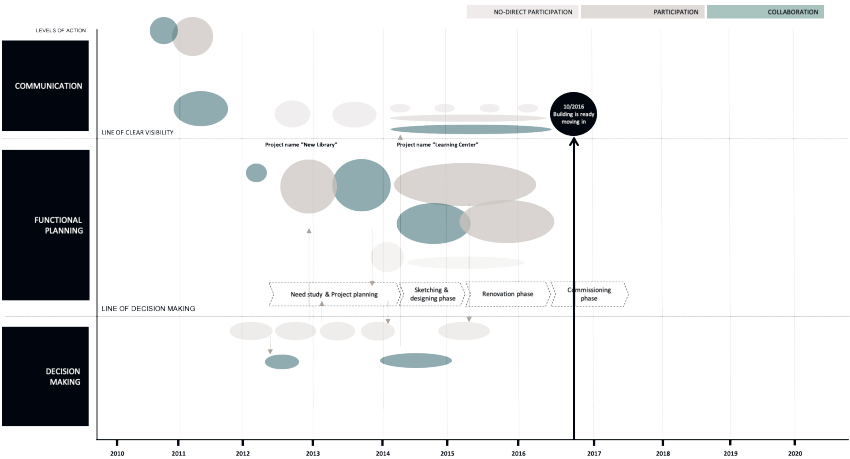 NO-DIRECT PARTICIPATION
PARTICIPATION
COLLABORATION
LEVELS OF ACTION
COMMUNICATION
10/2016
Building is ready
moving in
LINE OF CLEAR VISIBILITY
Project name "New Library"
Project name "Learning Center"
FUNCTIONAL
PLANNING
Need study & Project planning
Sketching &
designing phase
Renovation phase
Commissioning
phase
LINE OF DECISION MAKING
DECISION
MAKING
2010
2011
2012
2013
2014
2015
2016
2017
2018
2019
2020